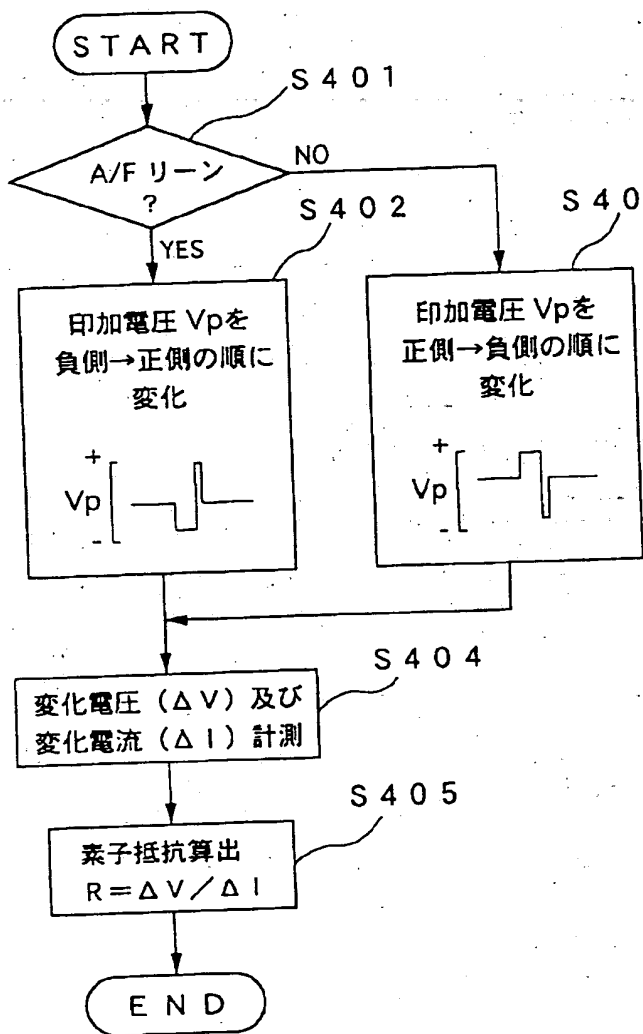 START
S401
A/F リーン
?
NO
YES
S402
S40
印加電圧 Vpを
負側→正側の順に
変化
+
Vp
-
印加電圧 Vpを
正側→負側の順に
変化
+
Vp
-
S404
変化電圧（ΔV）及び
変化電流（ΔI）計測
S405
素子抵抗算出
R＝ΔV／ΔI
END